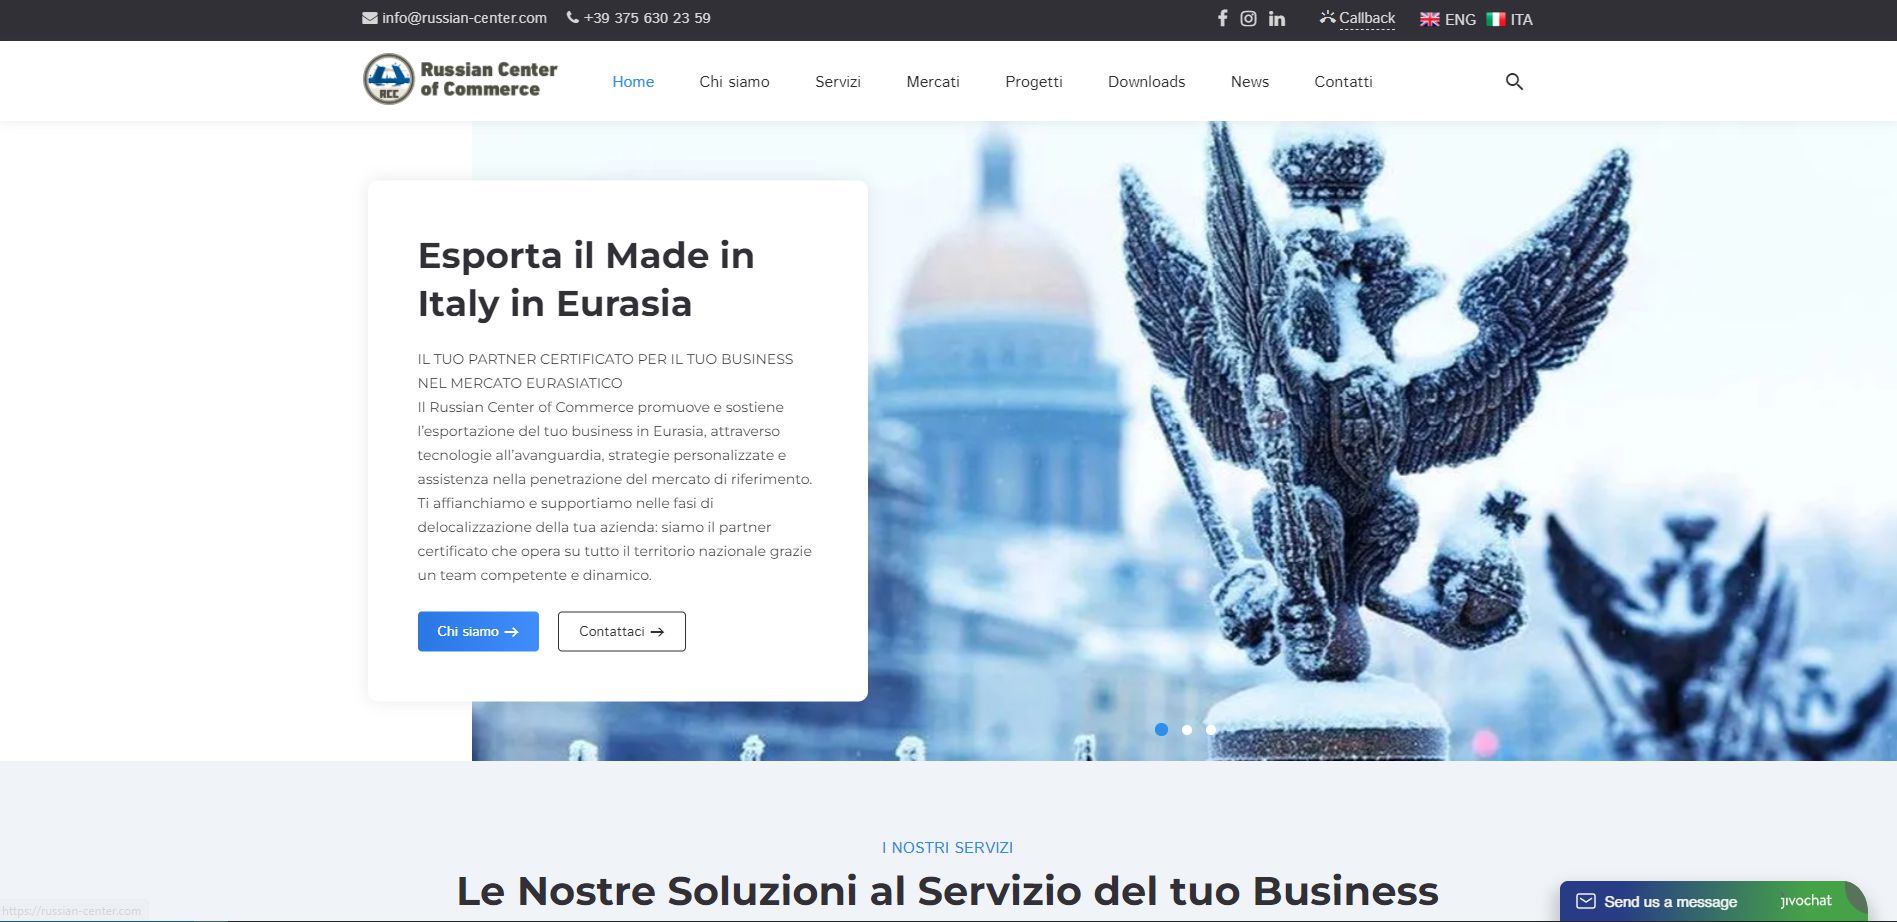 info@russian-center.com +39 375 630 23 59 Callback ENG ITA
Russian Center
of Commerce
RCC
Home Chi siamo Servizi Mercati Progetti Downloads News Contatti
Esporta il Made in
Italy in Eurasia
IL TUO PARTNER CERTIFICATO PER IL TUO BUSINESS
NEL MERCATO EURASIATICO
Il Russian Center of Commerce promuove e sostiene
l’esportazione del tuo business in Eurasia, attraverso
tecnologie all’avanguardia, strategie personalizzate e
assistenza nella penetrazione del mercato di riferimento.
Ti affianchiamo e supportiamo nelle fasi di
delocalizzazione della tua azienda: siamo il partner
certificato che opera su tutto il territorio nazionale grazie
un team competente e dinamico.
Chi siamo → Contattaci →
I NOSTRI SERVIZI
Le Nostre Soluzioni al Servizio del tuo Business
Send us a message jivochat
https://russian-center.com